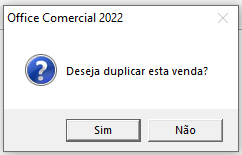 Office Comercial 2022
Deseja duplicar esta venda?
Sim
Não